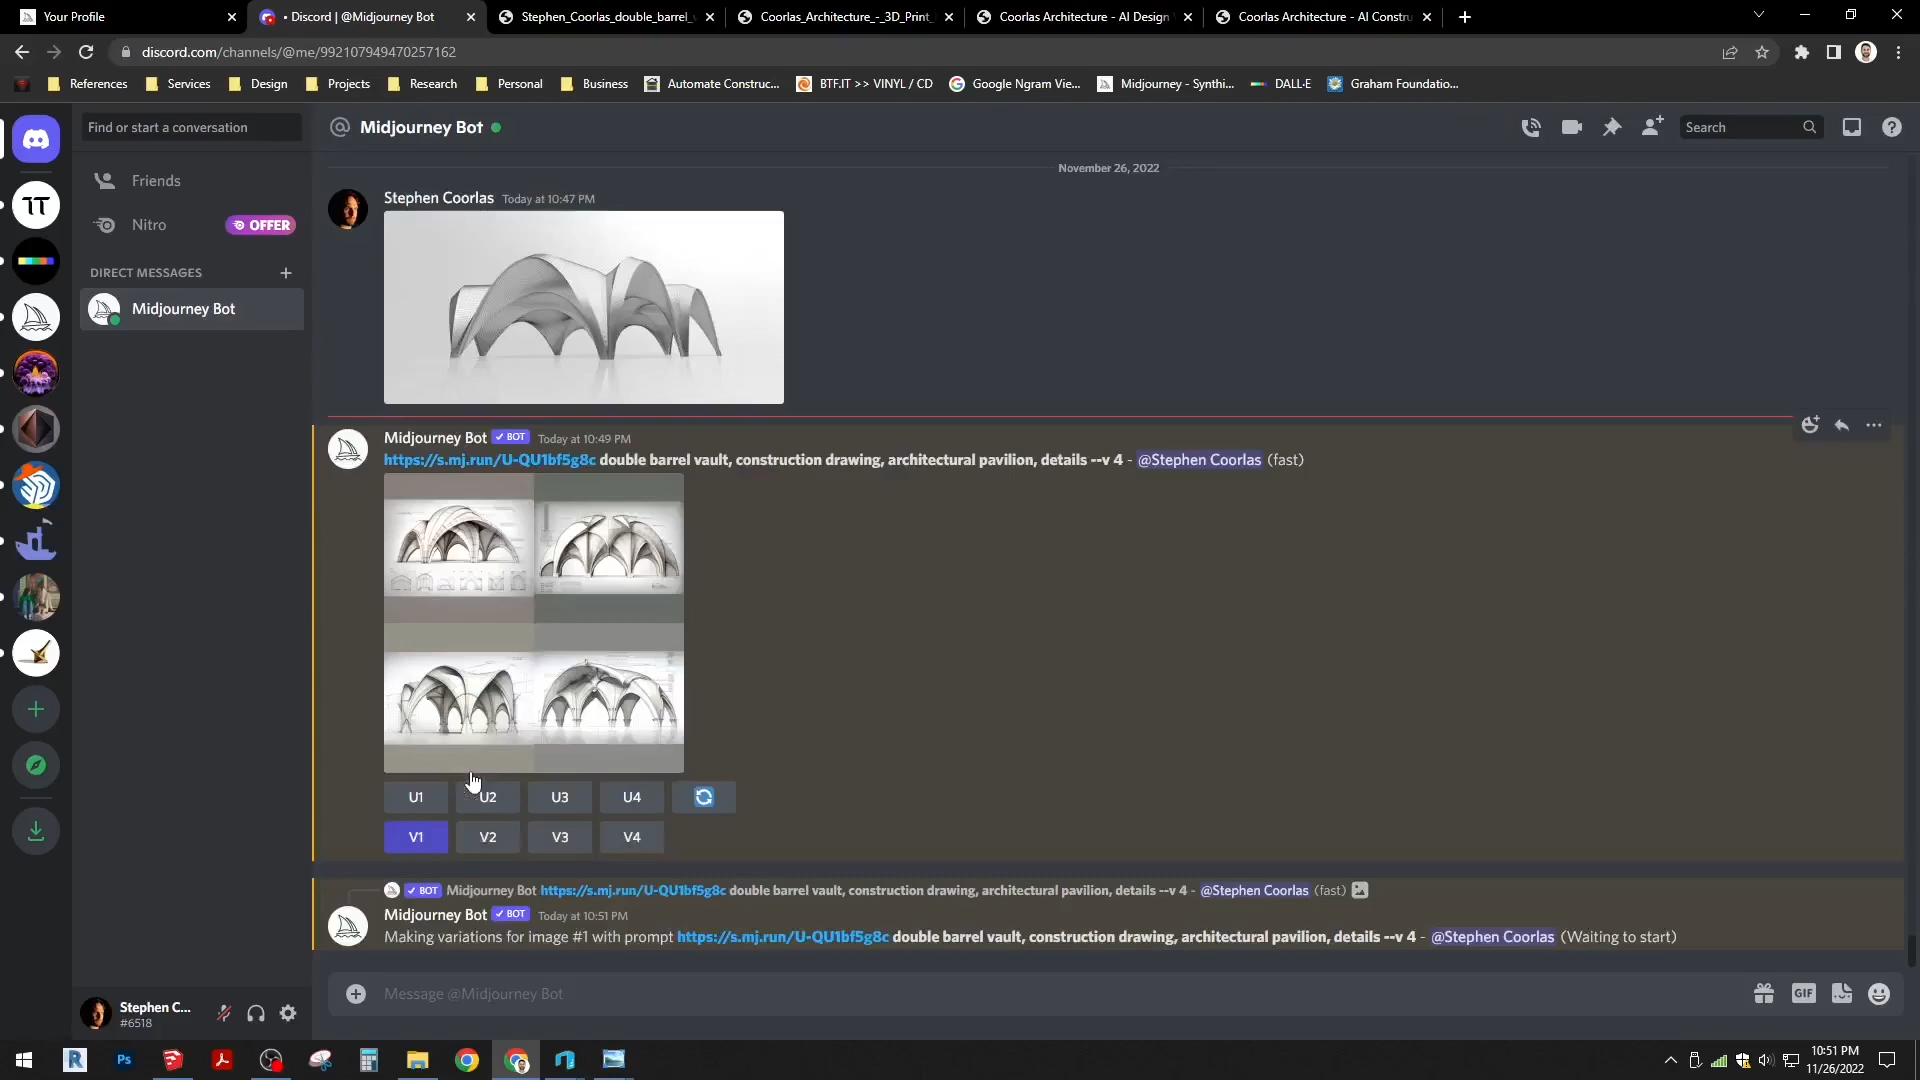 Your Profile
• Discord | @Midjourney Bot
Stephen_Coorlas_double_barrel_
Coorlas_Architecture_-_3D_Print_
Coorlas Architecture - AI Design
Coorlas Architecture - AI Constru
discord.com/channels/@me/992107949470257162
References
Services
Design
Projects
Research
Personal
Business
Automate Construc...
BTF.IT >> VINYL / CD
Google Ngram Vie...
Midjourney - Synthi...
DALL·E
Graham Foundatio...
Find or start a conversation
Midjourney Bot
Search
Friends
Nitro
OFFER
DIRECT MESSAGES
Midjourney Bot
November 26, 2022
Stephen Coorlas Today at 10:47 PM
Midjourney Bot ✓ BOT Today at 10:49 PM
https://s.mj.run/U-QU1bf5g8c double barrel vault, construction drawing, architectural pavilion, details --v 4 - @Stephen Coorlas (fast)
U1 U2 U3 U4
V1 V2 V3 V4
✓ BOT Midjourney Bot https://s.mj.run/U-QU1bf5g8c double barrel vault, construction drawing, architectural pavilion, details --v 4 - @Stephen Coorlas (fast)
Midjourney Bot ✓ BOT Today at 10:51 PM
Making variations for image #1 with prompt https://s.mj.run/U-QU1bf5g8c double barrel vault, construction drawing, architectural pavilion, details --v 4 - @Stephen Coorlas (Waiting to start)
Message @Midjourney Bot
GIF
Stephen C...
#6518
R
Ps
10:51 PM
11/26/2022